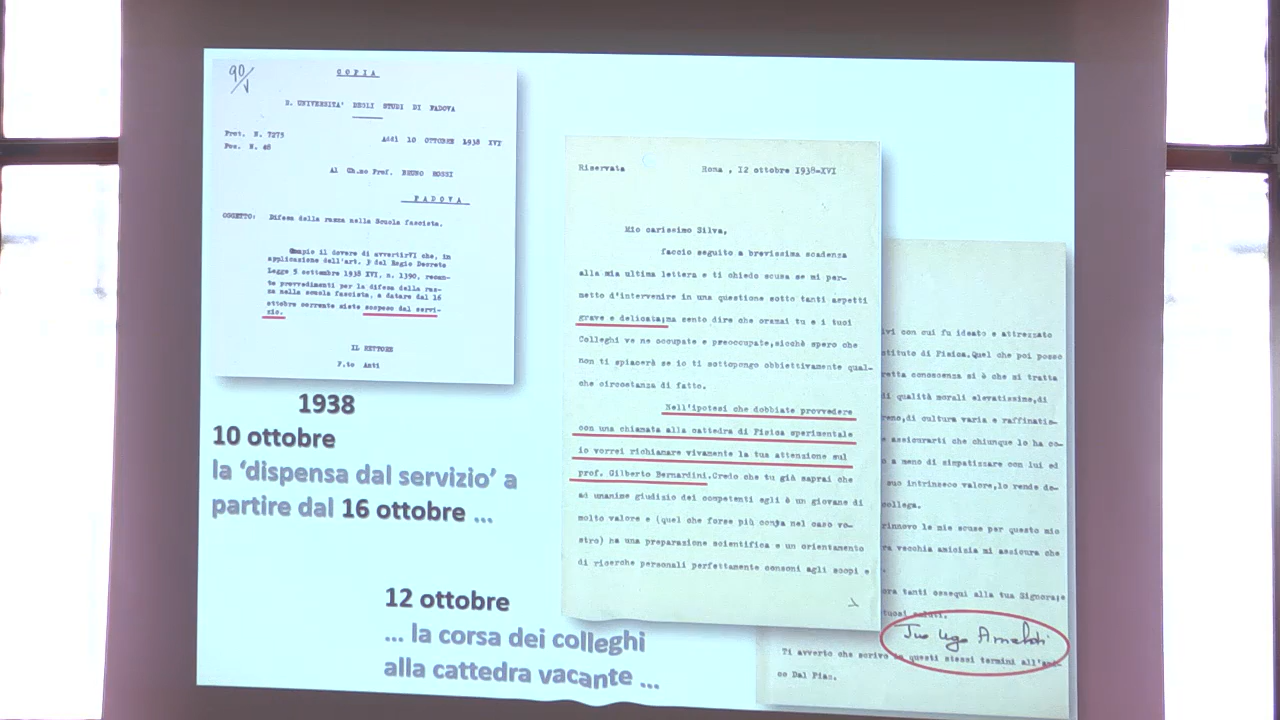 90/1
COPIA
R. UNIVERSITA' DEGLI STUDI DI PADOVA
Prot. N. 7275
Addì 10 OTTOBRE 1938 XVI
Pos. N. 48
Al Ch.mo Prof. BRUNO ROSSI
PADOVA
OGGETTO: Difesa della razza nella Scuola fascista.
Compio il dovere di avvertirVI che, in
applicazione dell'art. 3 del Regio Decreto
Legge 5 settembre 1938 XVI, n. 1390, recan-
te provvedimenti per la difesa della raz-
za nella scuola fascista, a datare dal 16
ottobre corrente siete sospeso dal servi-
zio.
IL RETTORE
F.to Anti
1938
10 ottobre
la ‘dispensa dal servizio’ a
partire dal 16 ottobre ...
12 ottobre
... la corsa dei colleghi
alla cattedra vacante ...
Riservata
Roma , 12 ottobre 1938-XVI
Mio carissimo Silva,
faccio seguito a brevissima scadenza
alla mia ultima lettera e ti chiedo scusa se mi per-
metto d'intervenire in una questione sotto tanti aspetti
grave e delicata;ma sento dire che oramai tu e i tuoi
Colleghi ve ne occupate e preoccupate,sicchè spero che
non ti spiacerà se io ti sottopongo obbiettivamente qual-
che circostanza di fatto.
Nell'ipotesi che dobbiate provvedere
con una chiamata alla cattedra di Fisica sperimentale
io vorrei richiamare vivamente la tua attenzione sul
prof. Gilberto Bernardini.Credo che tu già saprai che
ad unanime giudizio dei competenti egli è un giovane di
molto valore e (quel che forse più conta nel caso vo-
stro) ha una preparazione scientifica e un orientamento
di ricerche personali perfettamente consoni agli scopi e
ivi con cui fu ideato e attrezzato
stituto di Fisica.Quel che poi posso
retta conoscenza si è che si tratta
di qualità morali elevatissime,di
reno,di cultura varia e raffinatis-
e assicurarti che chiunque lo ha co-
o a meno di simpatizzare con lui ed
suo intrinseco valore,lo rende de-
collega.
rinnovo le mie scuse per questo mio
ra vecchia amicizia mi assicura che
ora tanti ossequi alla tua Signora;e
tuosi saluti.
Tuo Ugo Amaldi
Ti avverto che scrivo in questi stessi termini all'ami-
co Dal Pias.